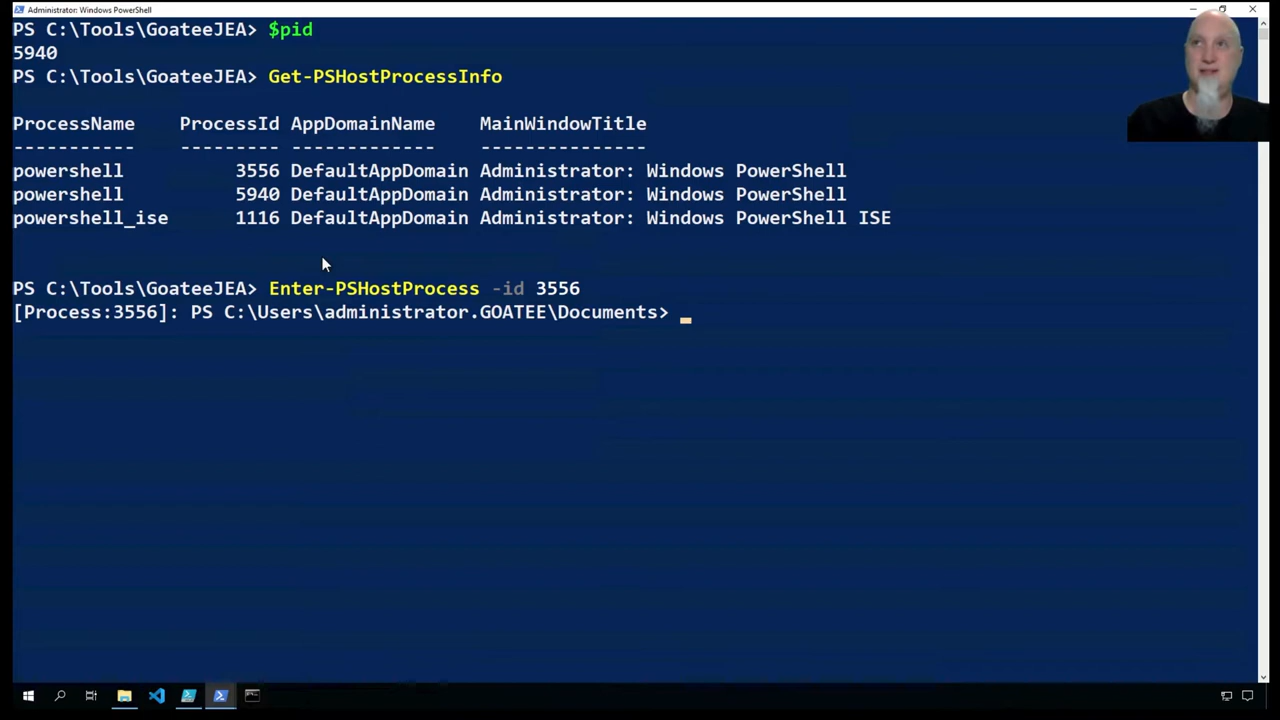 Administrator: Windows PowerShell
PS C:\Tools\GoateeJEA> $pid
5940
PS C:\Tools\GoateeJEA> Get-PSHostProcessInfo
ProcessName ProcessId AppDomainName MainWindowTitle
----------- --------- ------------- ---------------
powershell 3556 DefaultAppDomain Administrator: Windows PowerShell
powershell 5940 DefaultAppDomain Administrator: Windows PowerShell
powershell_ise 1116 DefaultAppDomain Administrator: Windows PowerShell ISE
PS C:\Tools\GoateeJEA> Enter-PSHostProcess -id 3556
[Process:3556]: PS C:\Users\administrator.GOATEE\Documents>